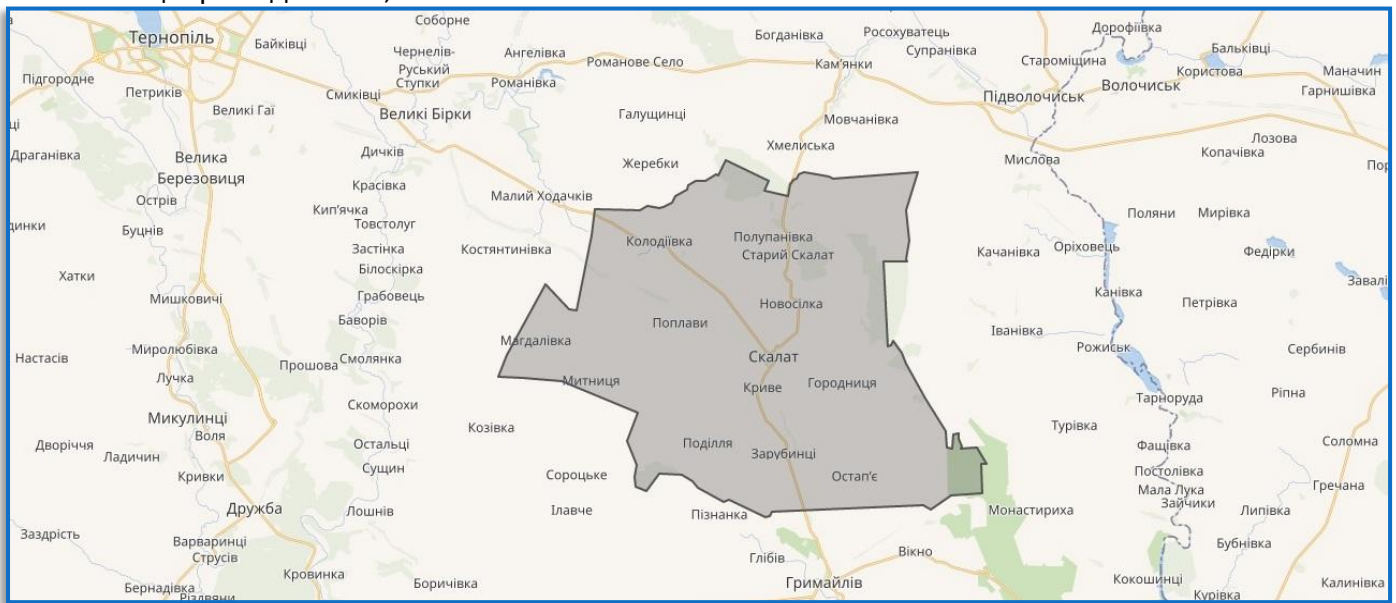 Соборне
Богданівка
Росохуватець
Дорофіївка
Тернопіль
Байківці
Чернелів-
Руський
Ступки
Ангелівка
Романове Село
Супранівка
Староміщина
Бальківці
Підгородне
Петриків
Смиківці
Романівка
Кам'янки
Підволочиськ
Волочиськ
Користова
Маначин
Гарнишівка
Великі Гаї
Великі Бірки
Галущинці
Мовчанівка
Драганівка
Велика
Березовиця
Дичків
Жеребки
Хмелиська
Мислова
Лозова
Копачівка
Острів
Красівка
Малий Ходачків
Буцнів
Кип'ячка
Товстолуг
Поляни
Мирівка
Застінка
Костянтинівка
Колодіївка
Полупанівка
Старий Скалат
Качанівка
Оріховець
Федірки
Хатки
Білоскірка
Грабовець
Мишковичі
Новосілка
Канівка
Петрівка
Завалі
Баворів
Поплави
Магдалівка
Іванівка
Рожиськ
Сербинів
Настасів
Миролюбівка
Прошова
Смолянка
Скалат
Лучка
Митниця
Криве
Городниця
Тарноруда
Ріпна
Микулинці
Воля
Скоморохи
Козівка
Турівка
Дворіччя
Ладичин
Остальці
Поділля
Зарубинці
Фащівка
Соломна
Кривки
Сущин
Сороцьке
Остап'є
Постолівка
Мала Лука
Зайчики
Гречана
Дружба
Лошнів
Ілавче
Пізнанка
Монастириха
Липівці
Заздрість
Варваринці
Струсів
Глібів
Вікно
Бубнівка
Бернадівка
Різдвяни
Кровинка
Боричівка
Гримайлів
Кокошинці
Курівка
Калинівка